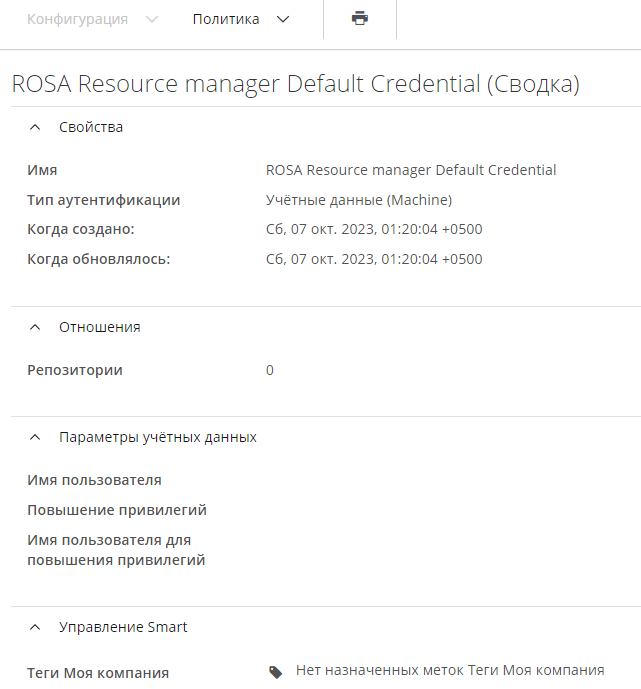 Конфигурация Политика
ROSA Resource manager Default Credential (Сводка)
Свойства
Имя ROSA Resource manager Default Credential
Тип аутентификации Учётные данные (Machine)
Когда создано: Сб, 07 окт. 2023, 01:20:04 +0500
Когда обновлялось: Сб, 07 окт. 2023, 01:20:04 +0500
Отношения
Репозитории 0
Параметры учётных данных
Имя пользователя
Повышение привилегий
Имя пользователя для
повышения привилегий
Управление Smart
Теги Моя компания Нет назначенных меток Теги Моя компания